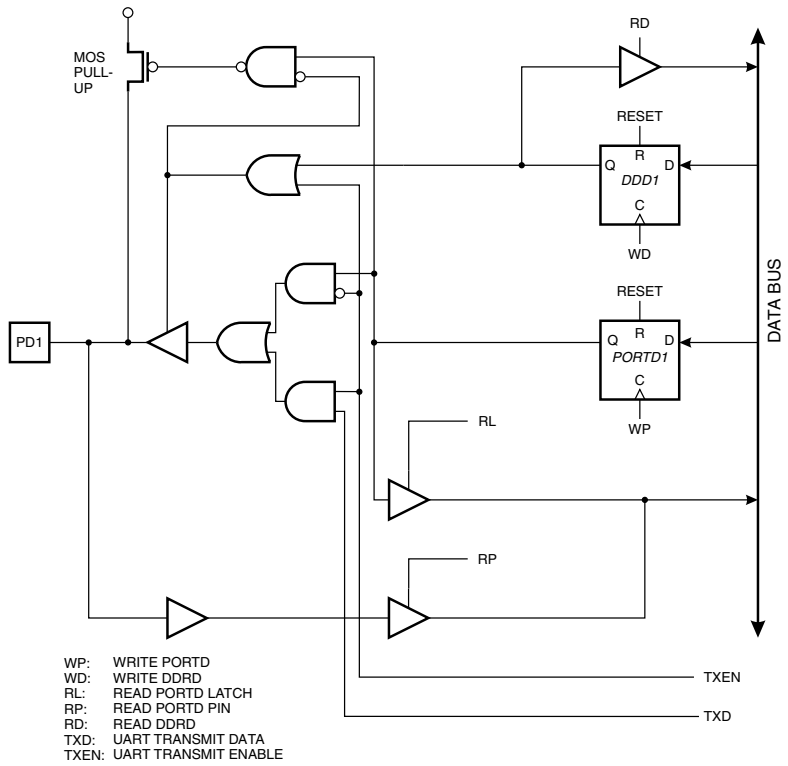 RD
MOS
PULL-
UP
RESET
R
Q
D
DDD1
C
WD
DATA BUS
RESET
R
PD1
Q
D
PORTD1
C
WP
RL
RP
WP: WRITE PORTD
WD: WRITE DDRD
RL: READ PORTD LATCH
RP: READ PORTD PIN
RD: READ DDRD
TXD: UART TRANSMIT DATA
TXEN: UART TRANSMIT ENABLE
TXEN
TXD